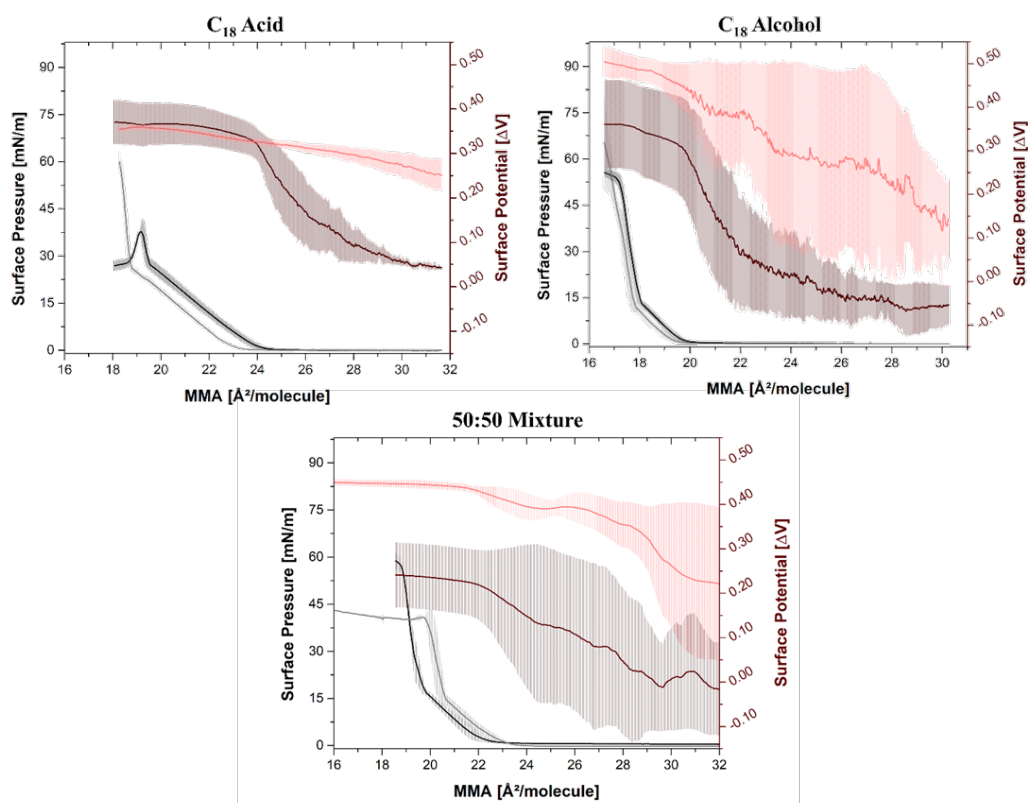 C₁₈ Acid
90
75
60
45
30
15
0
Surface Pressure [mN/m]
0.50
0.40
0.30
0.20
0.10
0.00
-0.10
Surface Potential [ΔV]
16 18 20 22 24 26 28 30 32
MMA [Å²/molecule]
C₁₈ Alcohol
90
75
60
45
30
15
0
Surface Pressure [mN/m]
0.50
0.40
0.30
0.20
0.10
0.00
-0.10
Surface Potential [ΔV]
16 18 20 22 24 26 28 30
MMA [Å²/molecule]
50:50 Mixture
90
75
60
45
30
15
0
Surface Pressure [mN/m]
0.50
0.40
0.30
0.20
0.10
0.00
-0.10
Surface Potential [ΔV]
16 18 20 22 24 26 28 30 32
MMA [Å²/molecule]